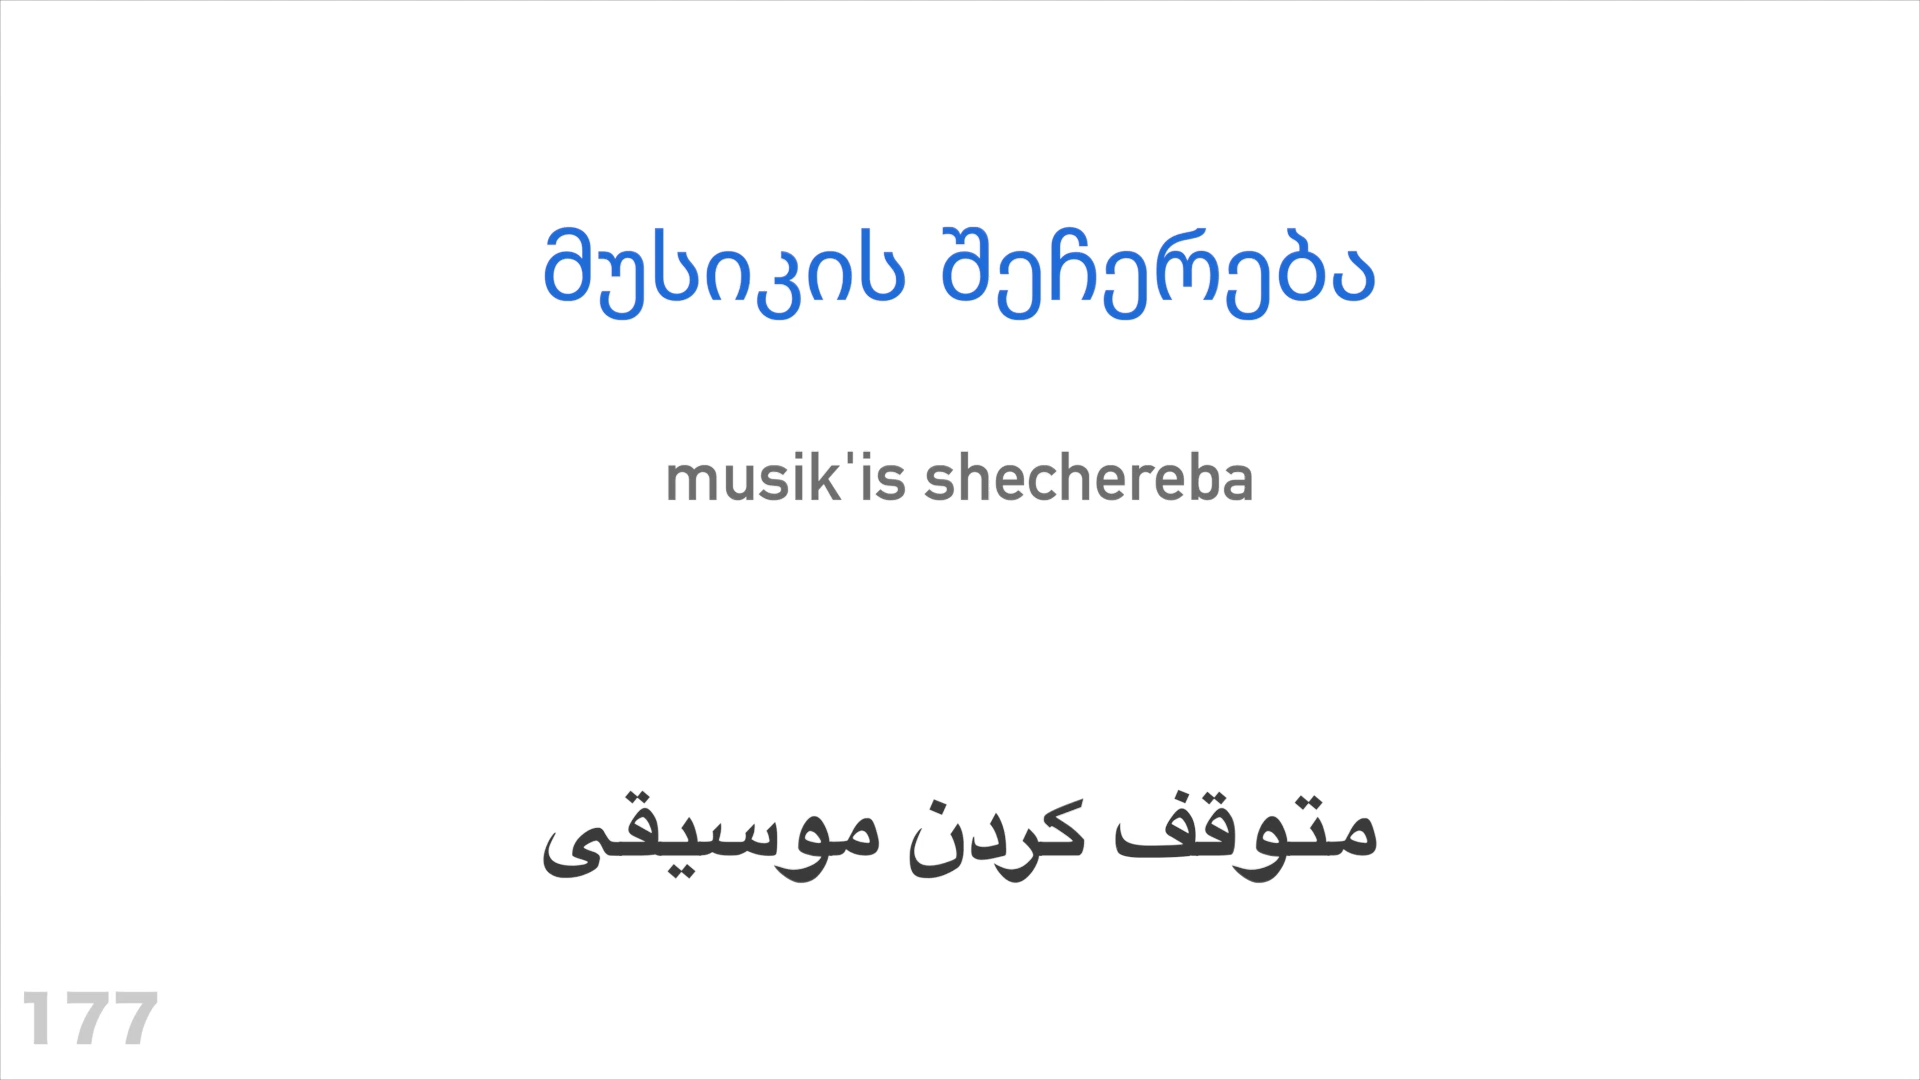 მუსიკის შეჩერება
musik'is shechereba
متوقف کردن موسیقی
177